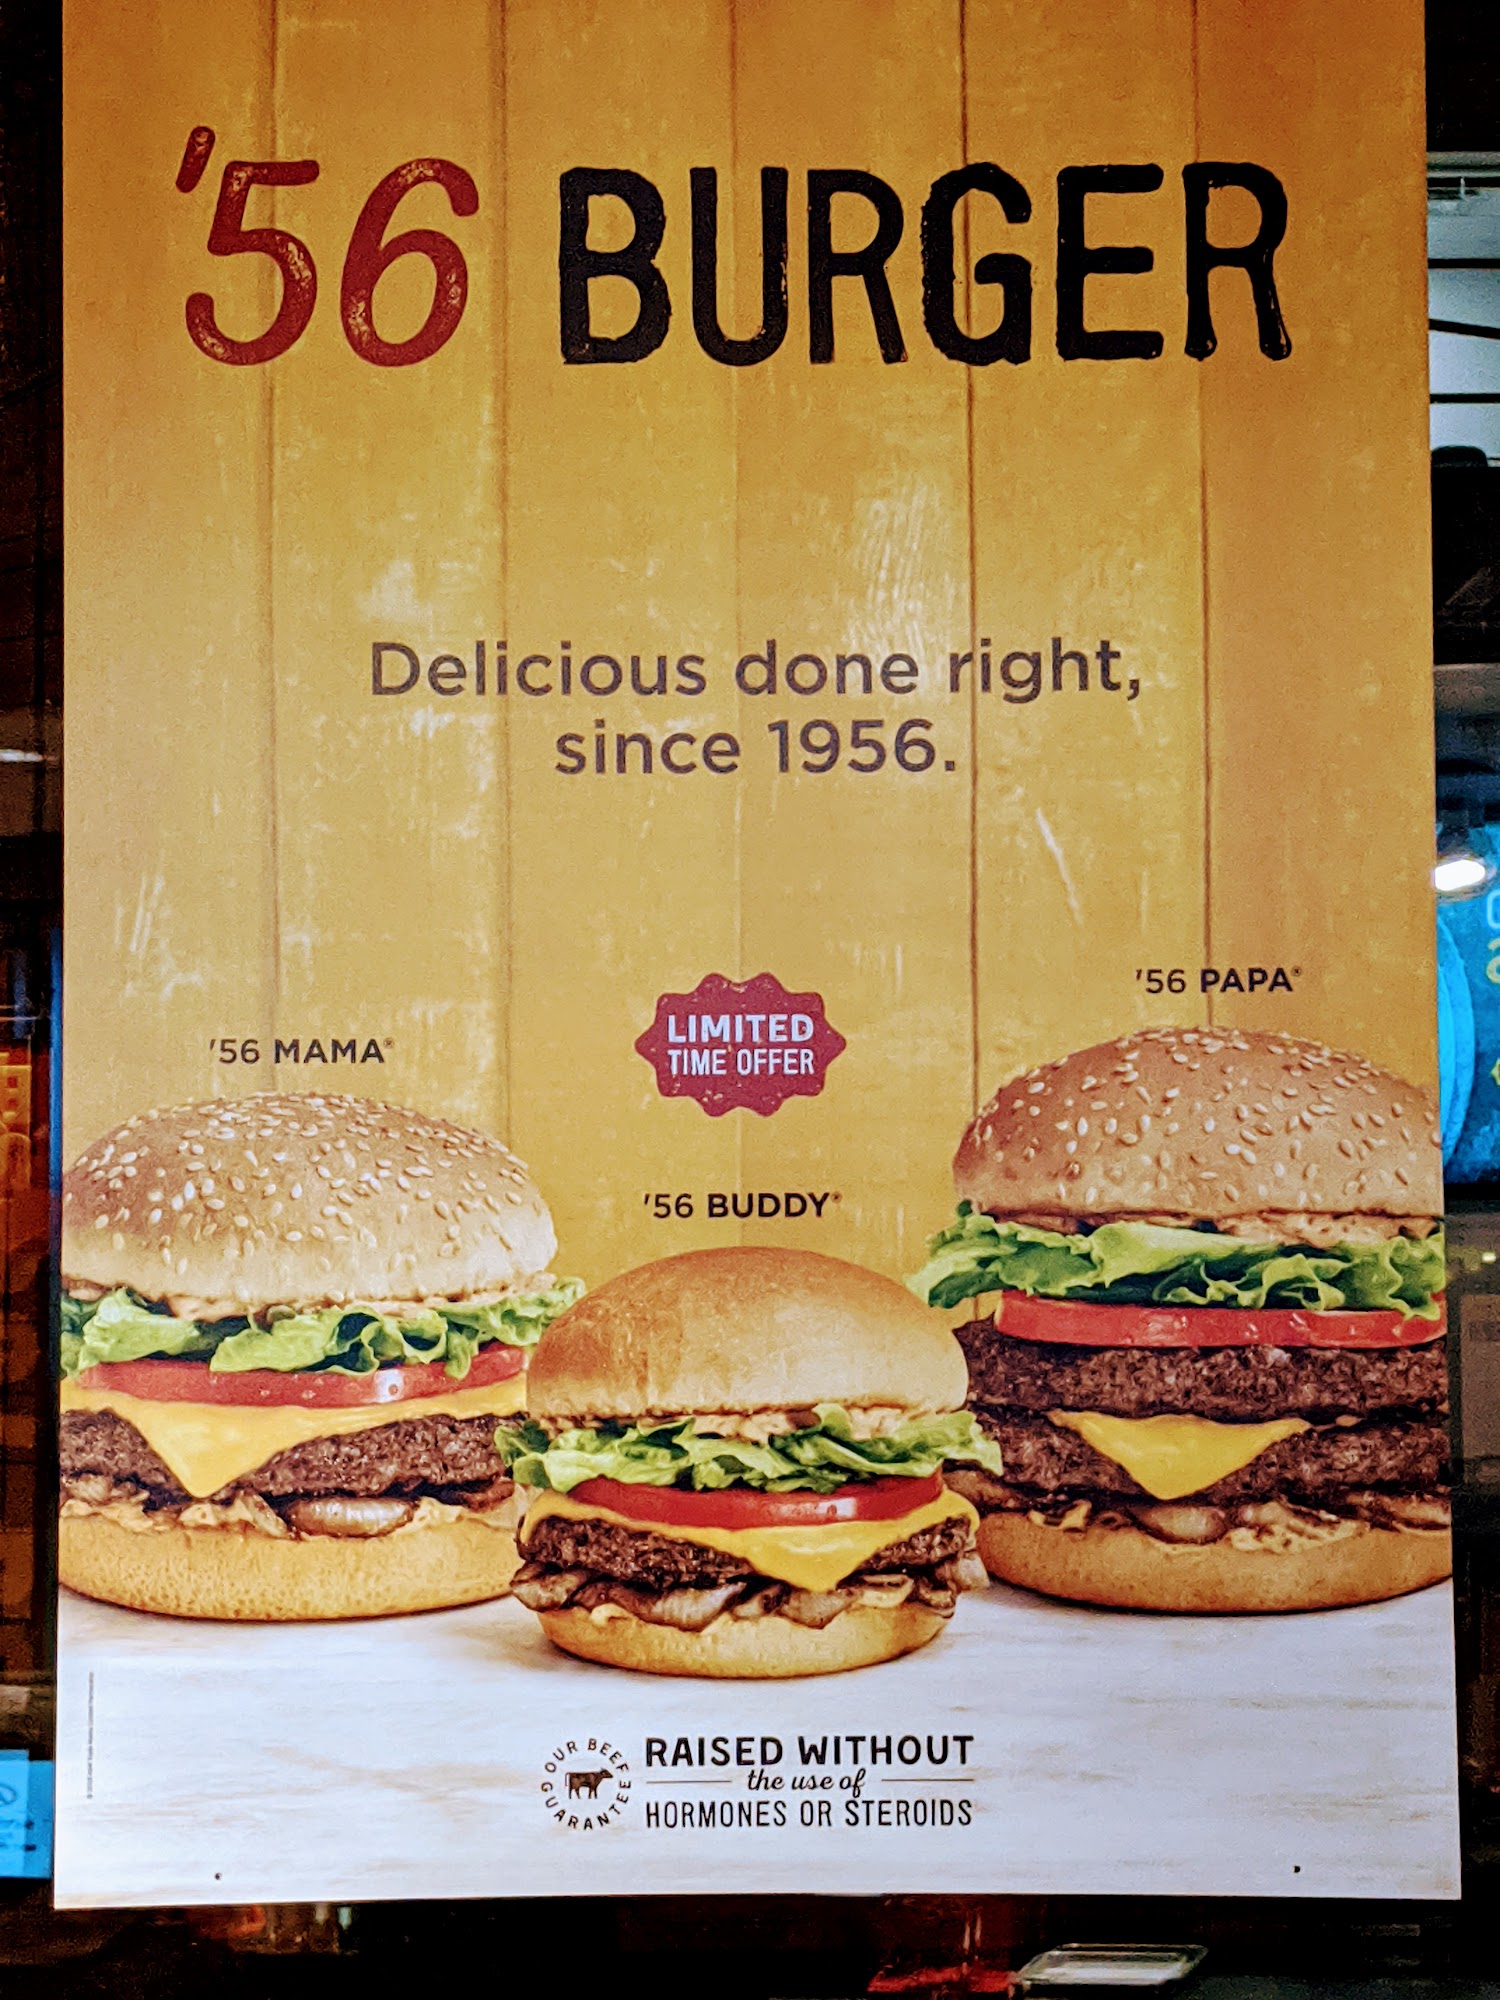 '56 BURGER
Delicious done right,
since 1956.
LIMITED
TIME OFFER
'56 PAPA®
'56 MAMA®
'56 BUDDY®
OUR BEEF GUARANTEE
RAISED WITHOUT
the use of
HORMONES OR STEROIDS